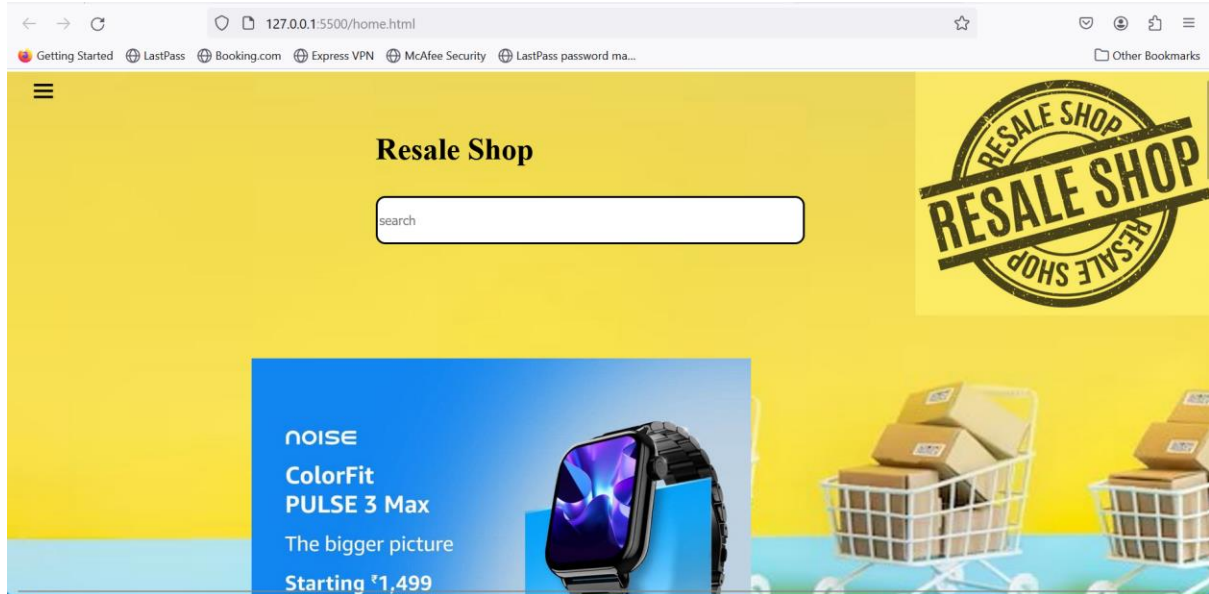 127.0.0.1:5500/home.html
Getting Started LastPass Booking.com Express VPN McAfee Security LastPass password ma... Other Bookmarks
Resale Shop
search
RESALE SHOP
RESALE SHOP
RESALE SHOP
NOISE
ColorFit
PULSE 3 Max
The bigger picture
Starting ₹1,499